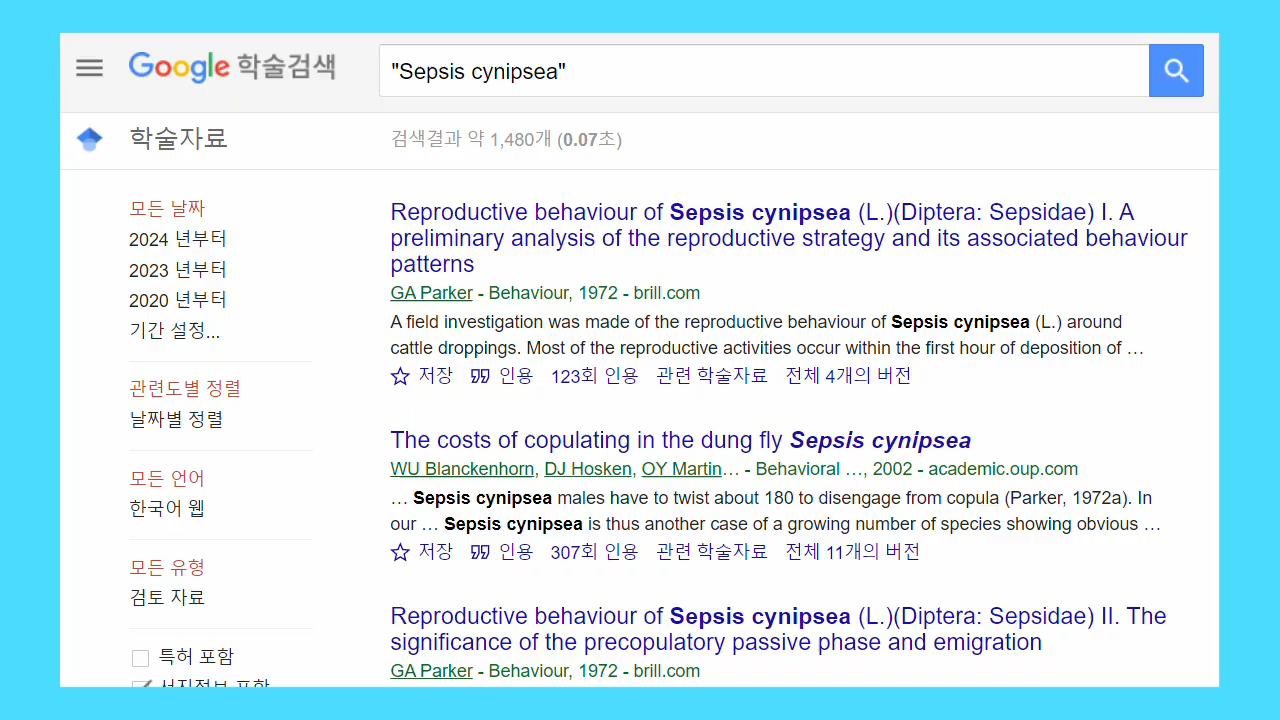 Google 학술검색
"Sepsis cynipsea"
학술자료
검색결과 약 1,480개 (0.07초)
모든 날짜
2024 년부터
2023 년부터
2020 년부터
기간 설정...
관련도별 정렬
날짜별 정렬
모든 언어
한국어 웹
모든 유형
검토 자료
특허 포함
서지정보 포함
Reproductive behaviour of Sepsis cynipsea (L.)(Diptera: Sepsidae) I. A
preliminary analysis of the reproductive strategy and its associated behaviour
patterns
GA Parker - Behaviour, 1972 - brill.com
A field investigation was made of the reproductive behaviour of Sepsis cynipsea (L.) around
cattle droppings. Most of the reproductive activities occur within the first hour of deposition of …
저장 인용 123회 인용 관련 학술자료 전체 4개의 버전
The costs of copulating in the dung fly Sepsis cynipsea
WU Blanckenhorn, DJ Hosken, OY Martin… - Behavioral …, 2002 - academic.oup.com
… Sepsis cynipsea males have to twist about 180 to disengage from copula (Parker, 1972a). In
our … Sepsis cynipsea is thus another case of a growing number of species showing obvious …
저장 인용 307회 인용 관련 학술자료 전체 11개의 버전
Reproductive behaviour of Sepsis cynipsea (L.)(Diptera: Sepsidae) II. The
significance of the precopulatory passive phase and emigration
GA Parker - Behaviour, 1972 - brill.com